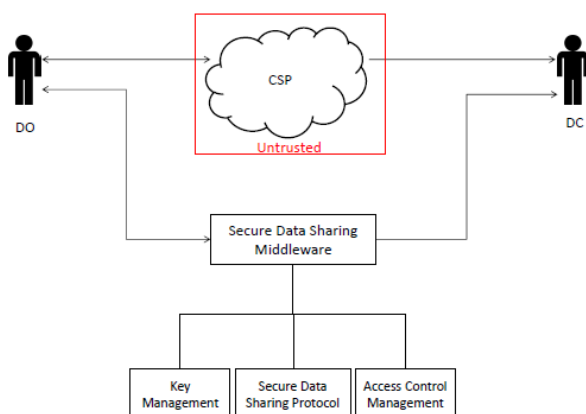 CSP
DO
DC
Untrusted
Secure Data Sharing
Middleware
Key
Management
Secure Data
Sharing Protocol
Access Control
Management